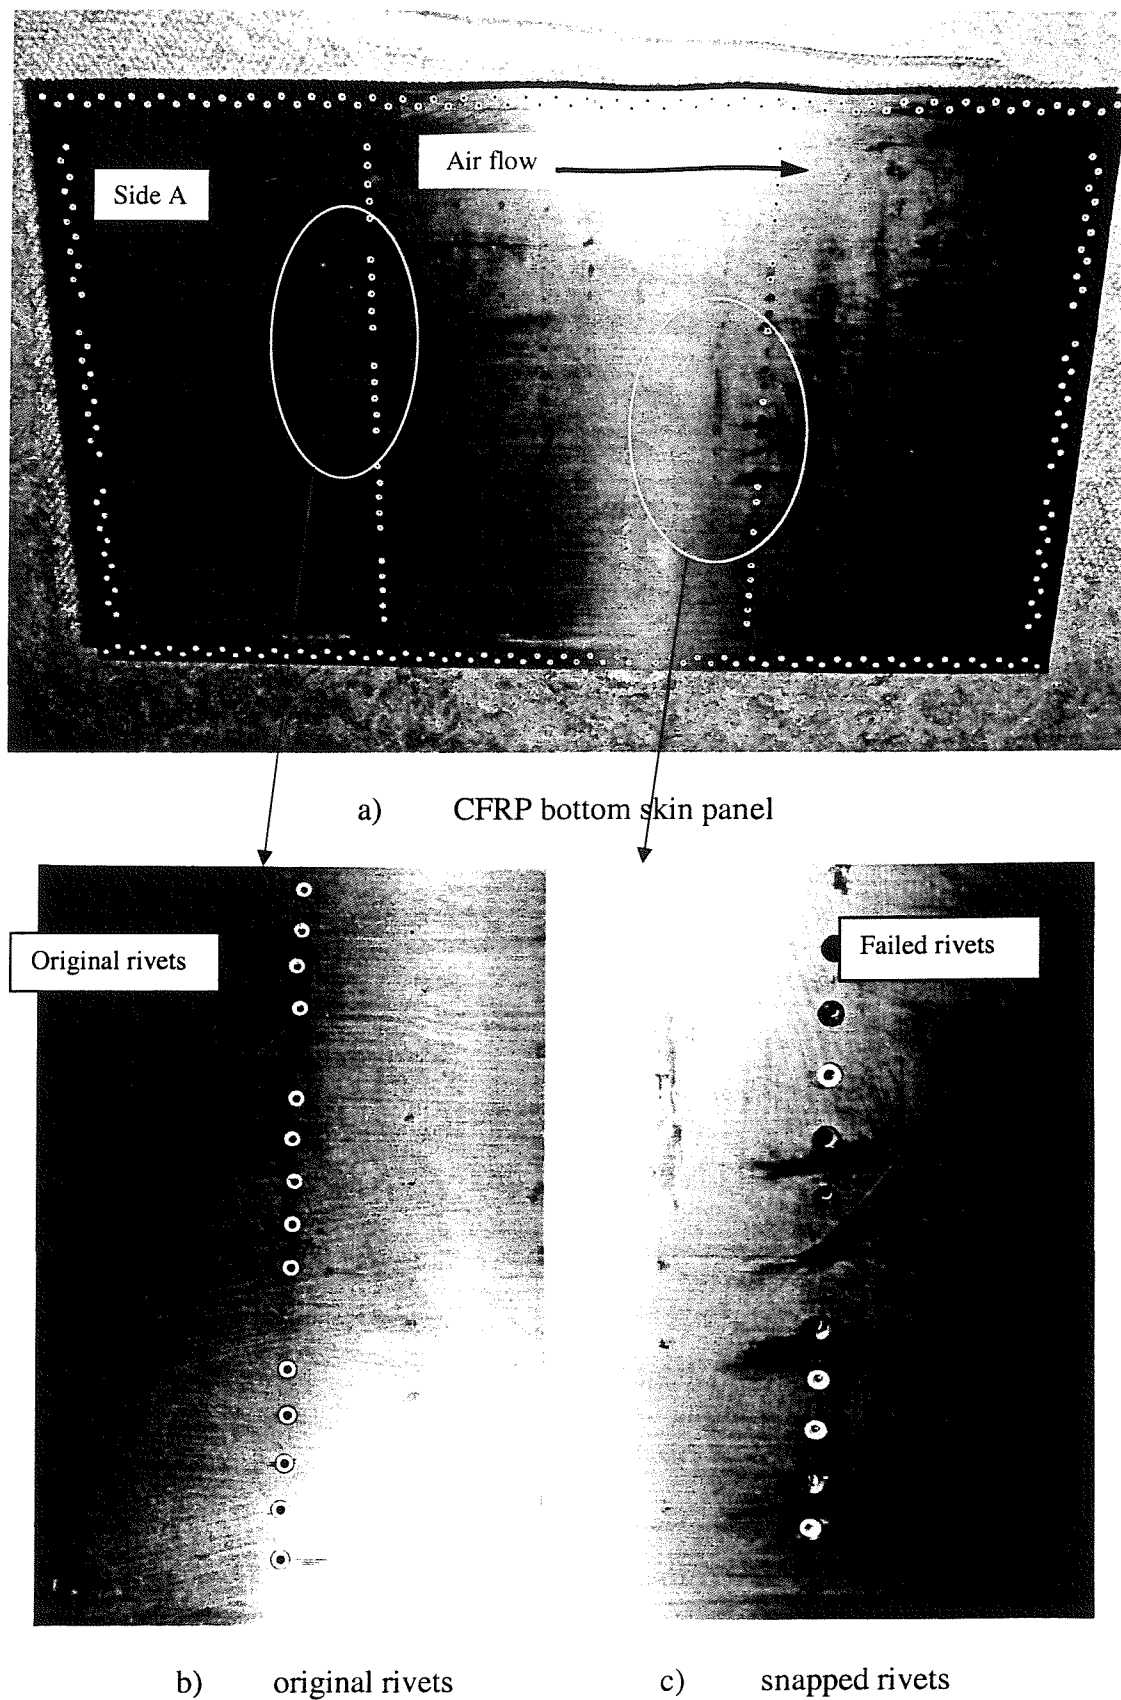 Air flow
Side A
a) CFRP bottom skin panel
Original rivets
Failed rivets
b) original rivets
c) snapped rivets